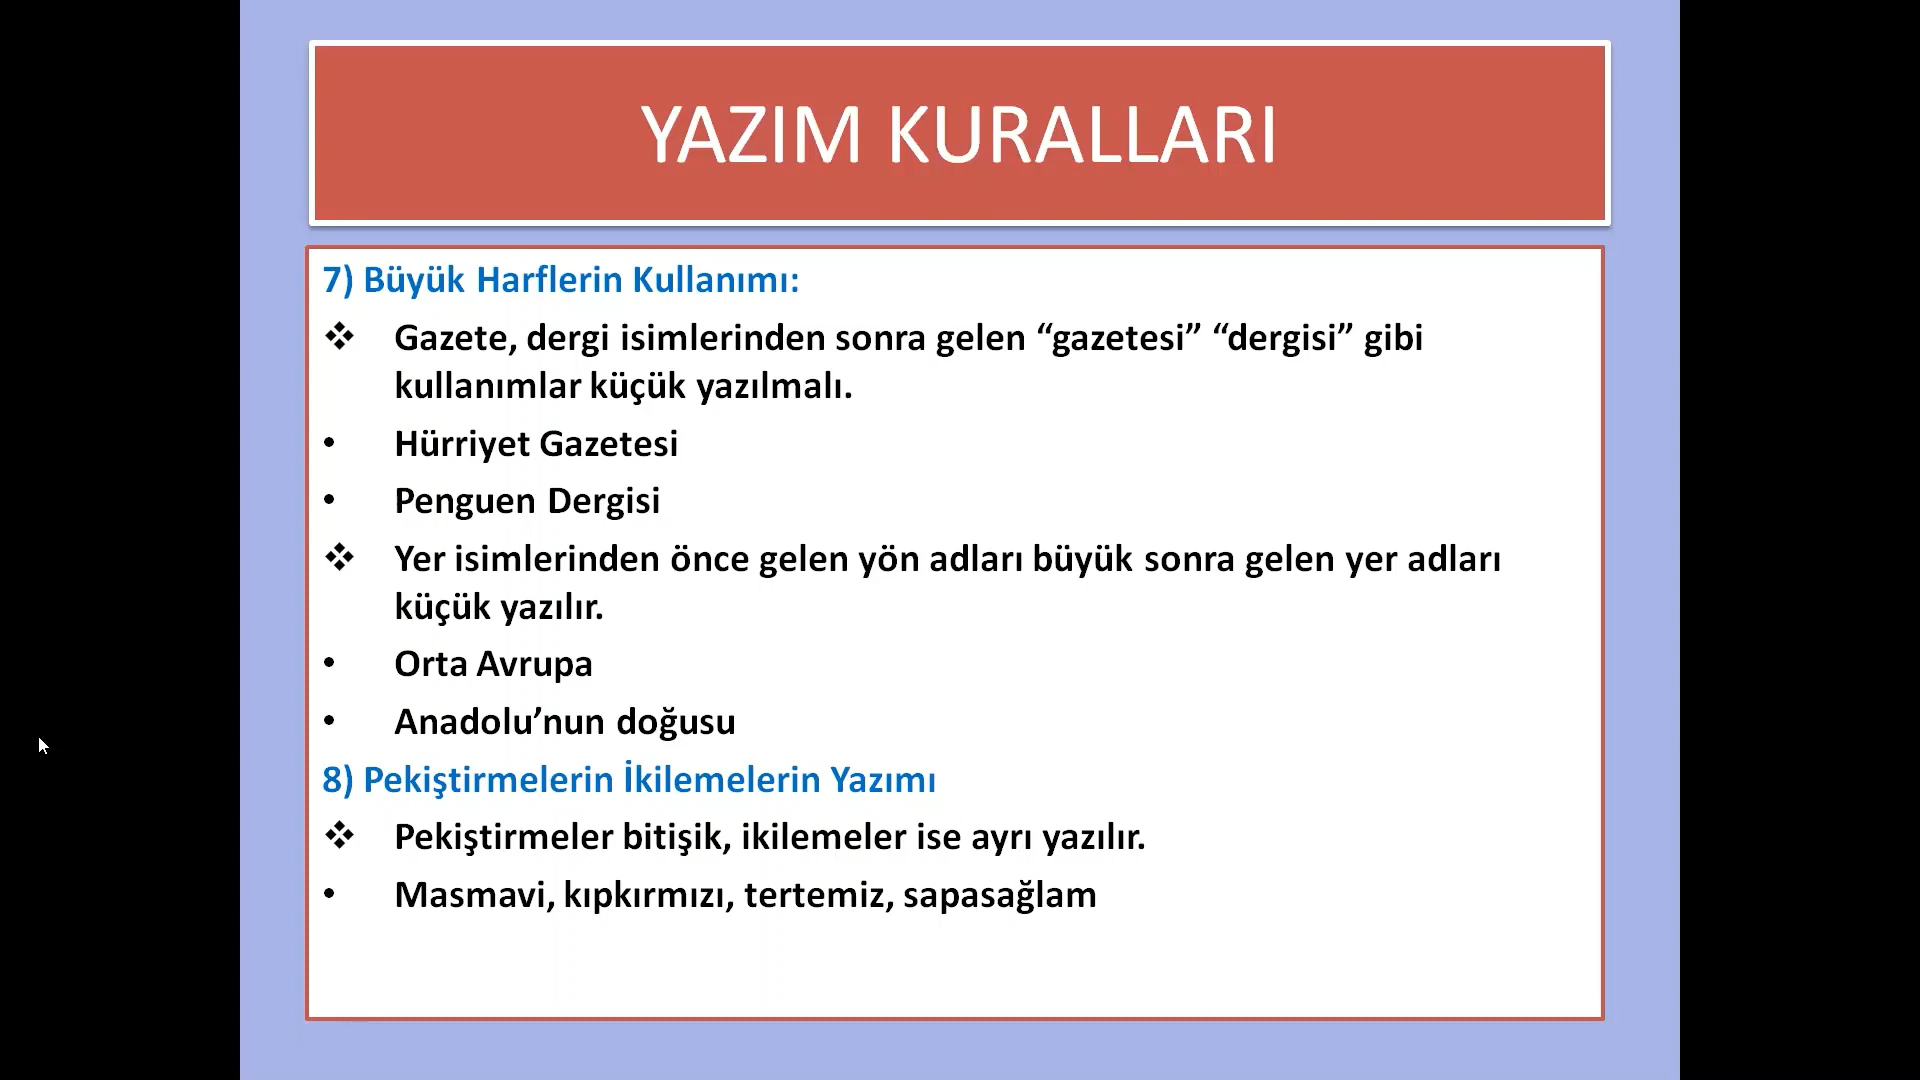 YAZIM KURALLARI
7) Büyük Harflerin Kullanımı:
❖ Gazete, dergi isimlerinden sonra gelen “gazetesi” “dergisi” gibi
kullanımlar küçük yazılmalı.
• Hürriyet Gazetesi
• Penguen Dergisi
❖ Yer isimlerinden önce gelen yön adları büyük sonra gelen yer adları
küçük yazılır.
• Orta Avrupa
• Anadolu’nun doğusu
8) Pekiştirmelerin İkilemelerin Yazımı
❖ Pekiştirmeler bitişik, ikilemeler ise ayrı yazılır.
• Masmavi, kıpkırmızı, tertemiz, sapasağlam